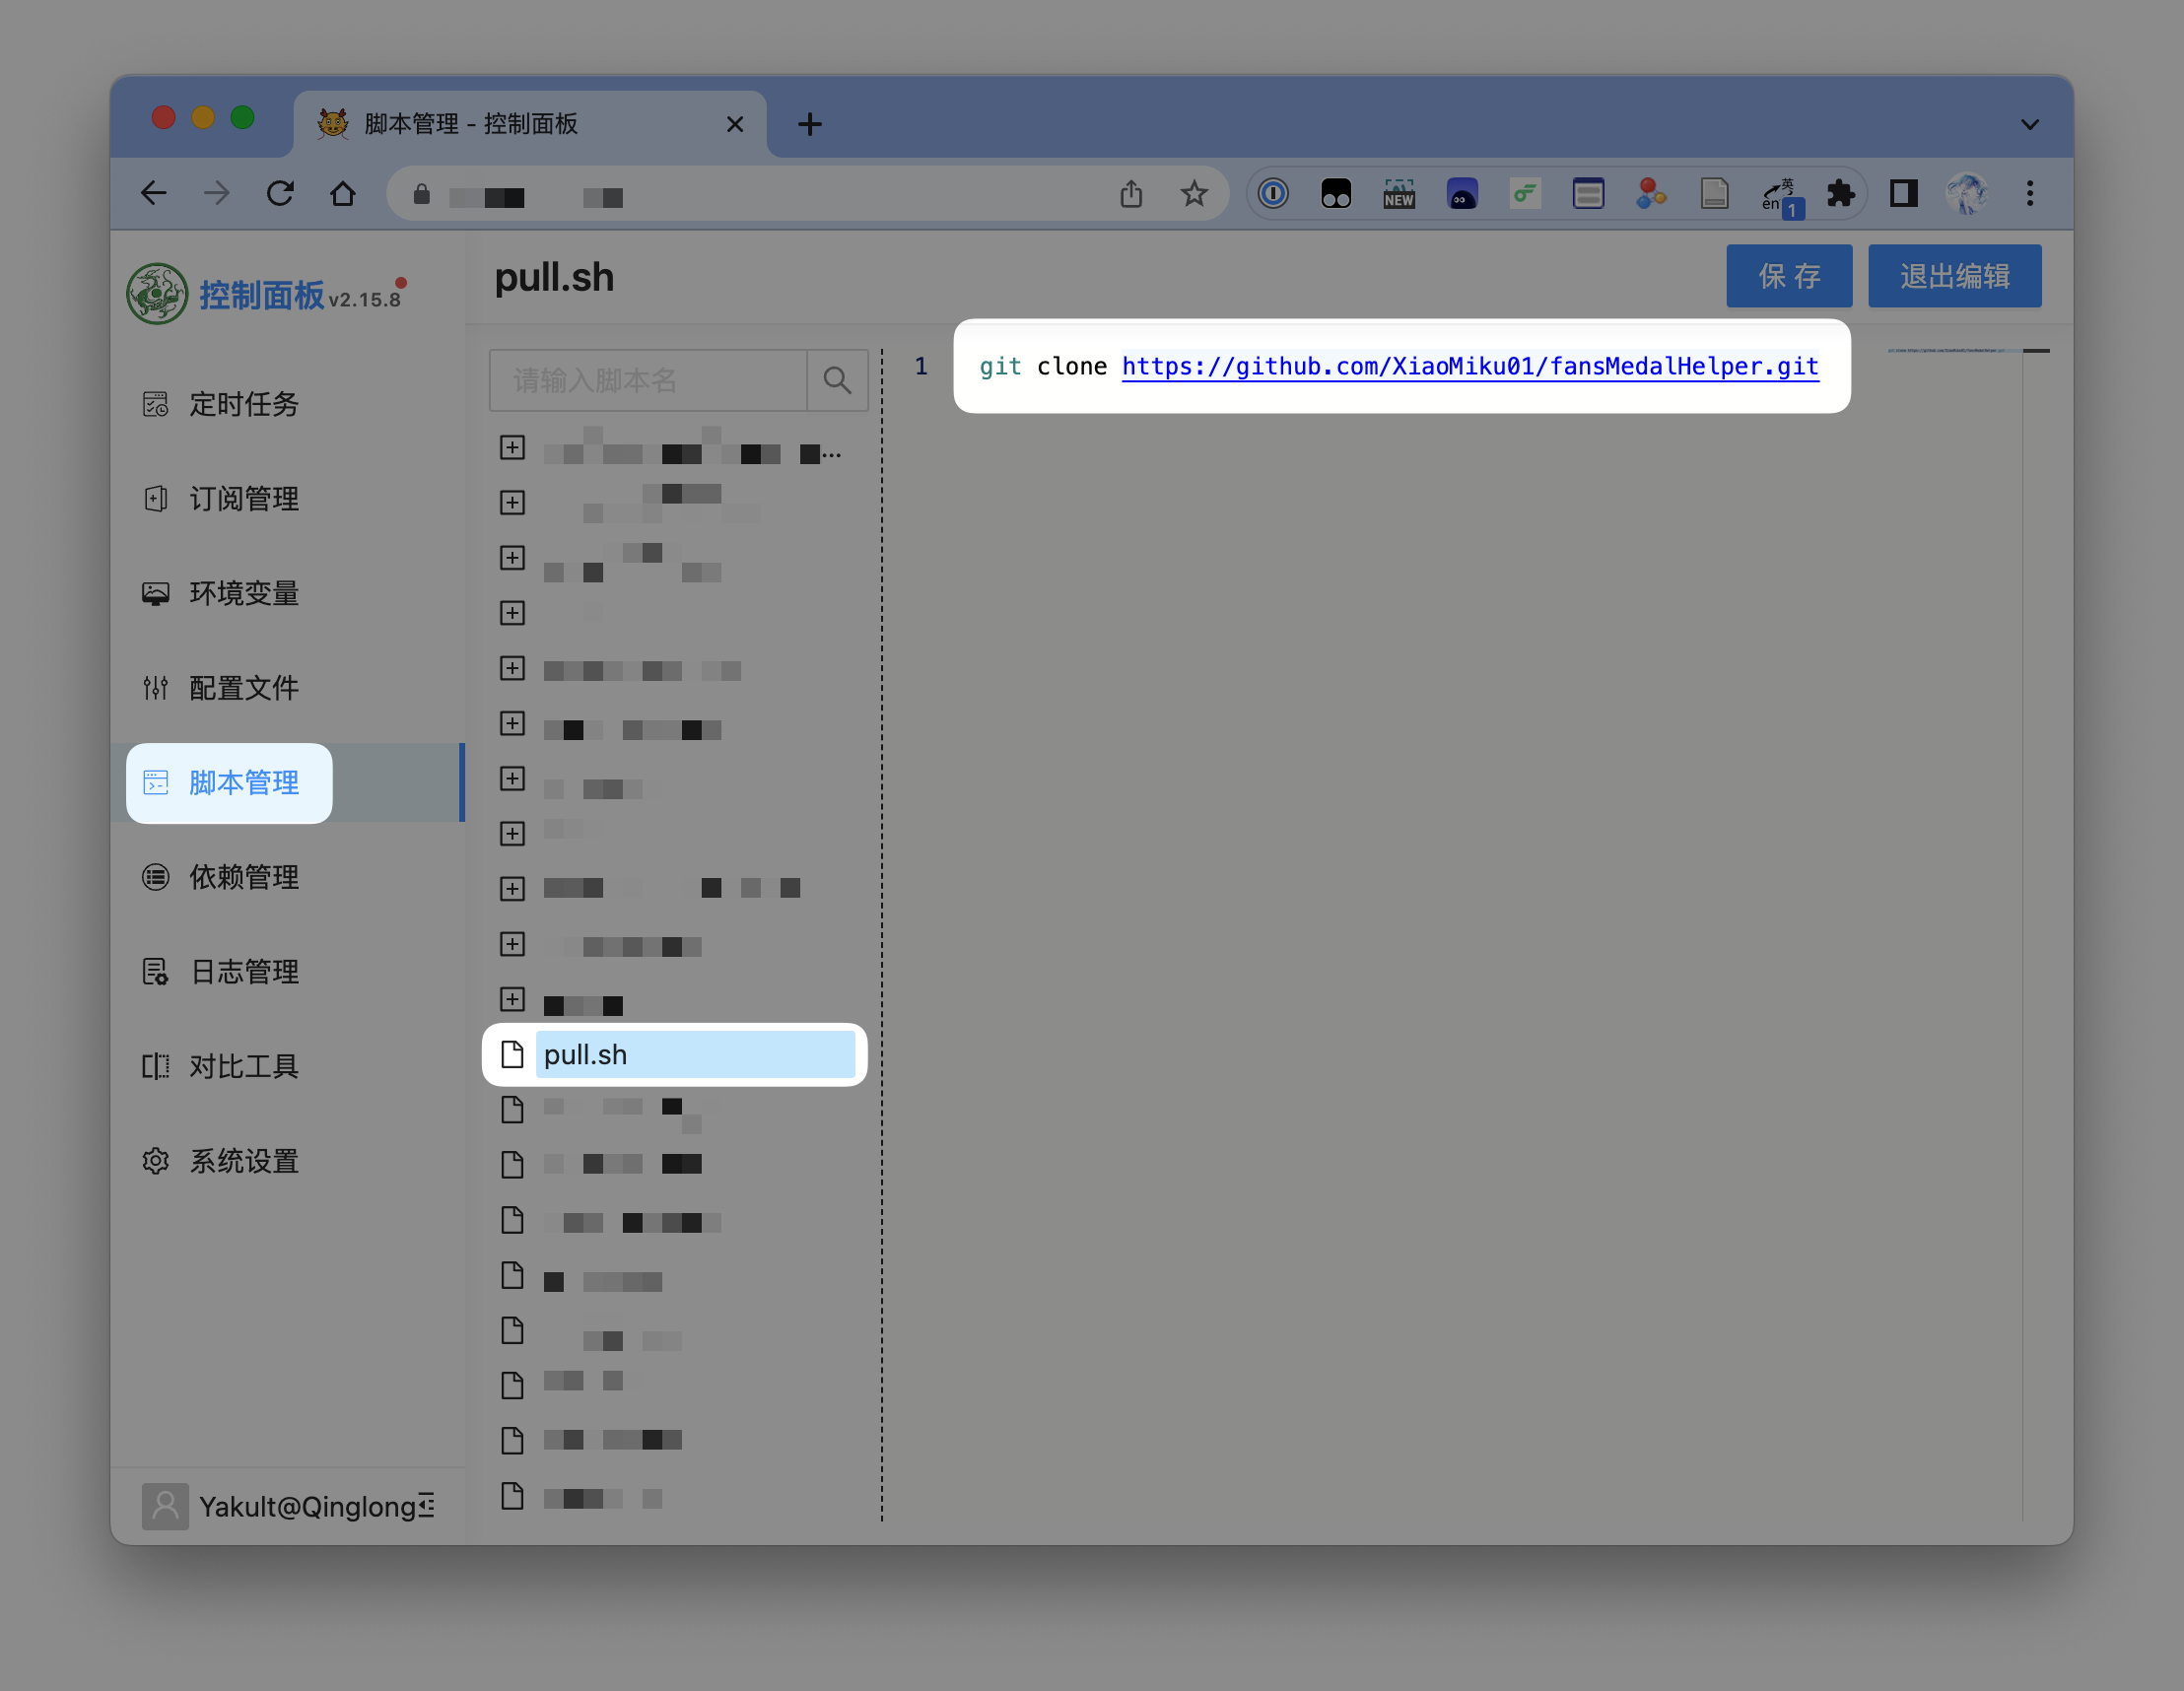 脚本管理 - 控制面板
NEW
英
en
1
控制面板 v2.15.8
pull.sh
保 存
退出编辑
请输入脚本名
1
git clone https://github.com/XiaoMiku01/fansMedalHelper.git
定时任务
订阅管理
环境变量
配置文件
脚本管理
依赖管理
日志管理
对比工具
系统设置
...
pull.sh
Yakult@Qinglong